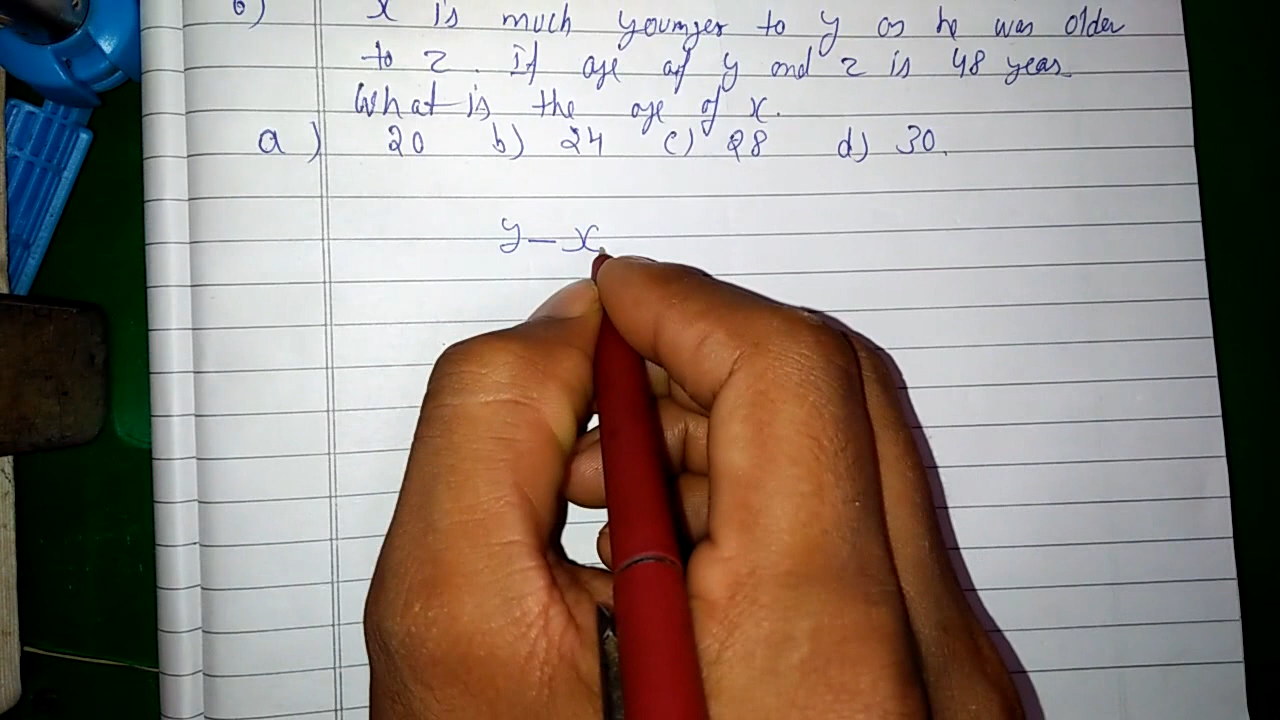 6) x is much younger to y as he was older
to z. If age of y and z is 48 years
What is the age of x.
a) 20 b) 24 c) 28 d) 30.
y - x